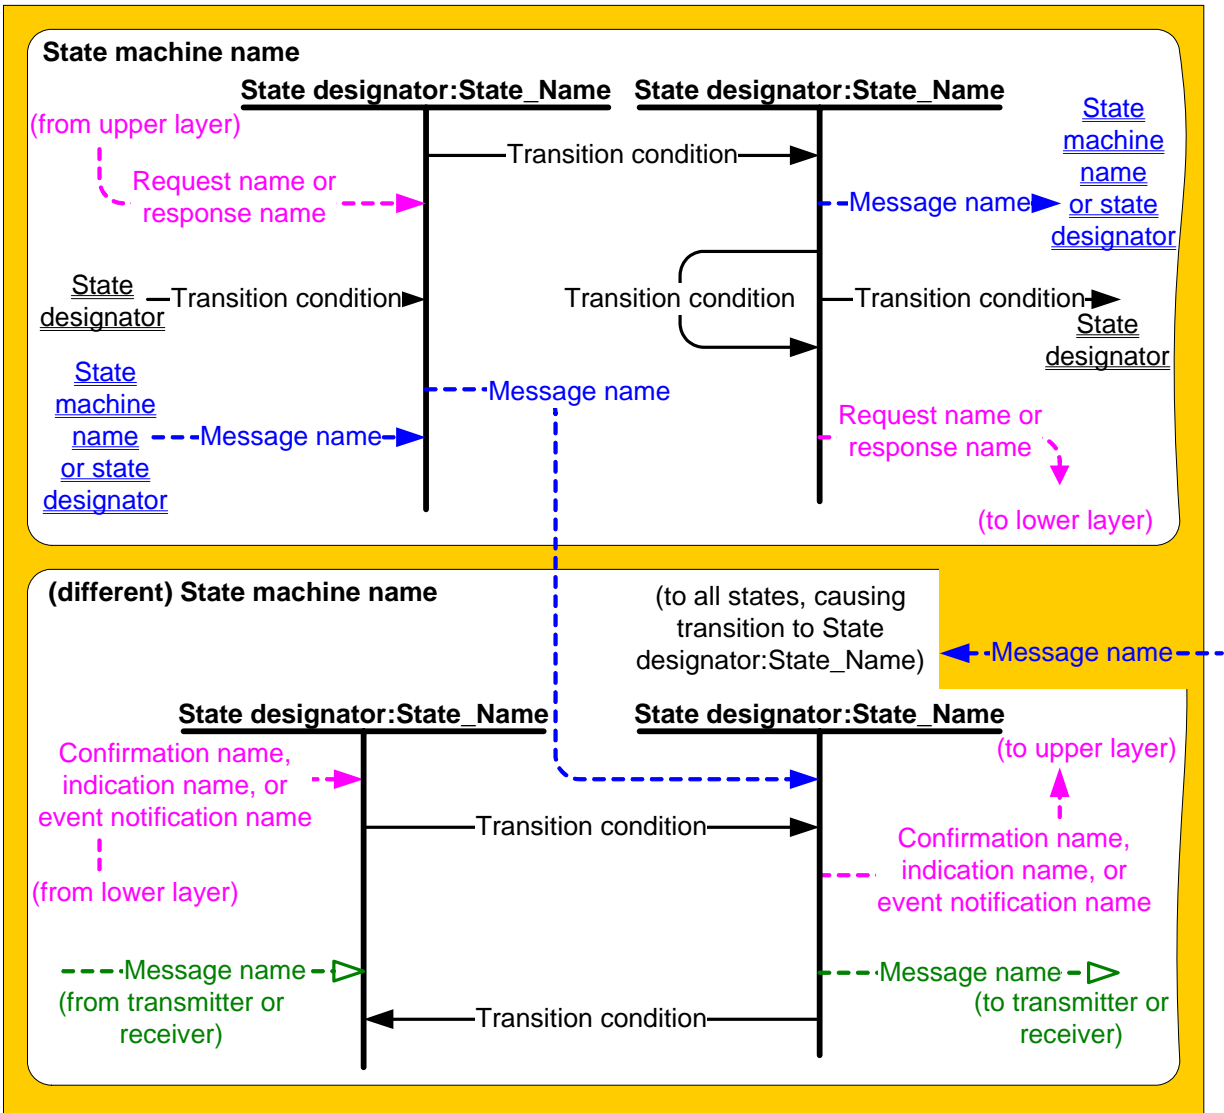 State machine name
State designator:State_Name
State designator:State_Name
(from upper layer)
Transition condition
State
machine
name
or state
designator
Request name or
response name
Message name
State
designator
Transition condition
Transition condition
Transition condition
State
designator
State
machine
name
or state
designator
Message name
Message name
Request name or
response name
(to lower layer)
(different) State machine name
(to all states, causing
transition to State
designator:State_Name)
Message name
State designator:State_Name
State designator:State_Name
Confirmation name,
indication name, or
event notification name
(from lower layer)
(to upper layer)
Transition condition
Confirmation name,
indication name, or
event notification name
Message name
(from transmitter or
receiver)
Message name
(to transmitter or
receiver)
Transition condition